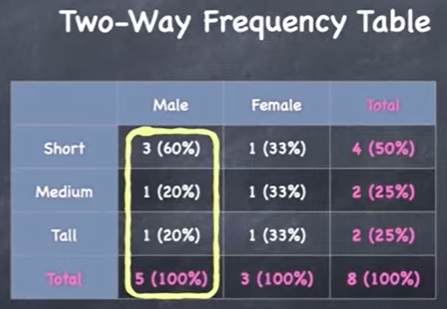 Two-Way Frequency Table
Male Female Total
Short 3 (60%) 1 (33%) 4 (50%)
Medium 1 (20%) 1 (33%) 2 (25%)
Tall 1 (20%) 1 (33%) 2 (25%)
Total 5 (100%) 3 (100%) 8 (100%)